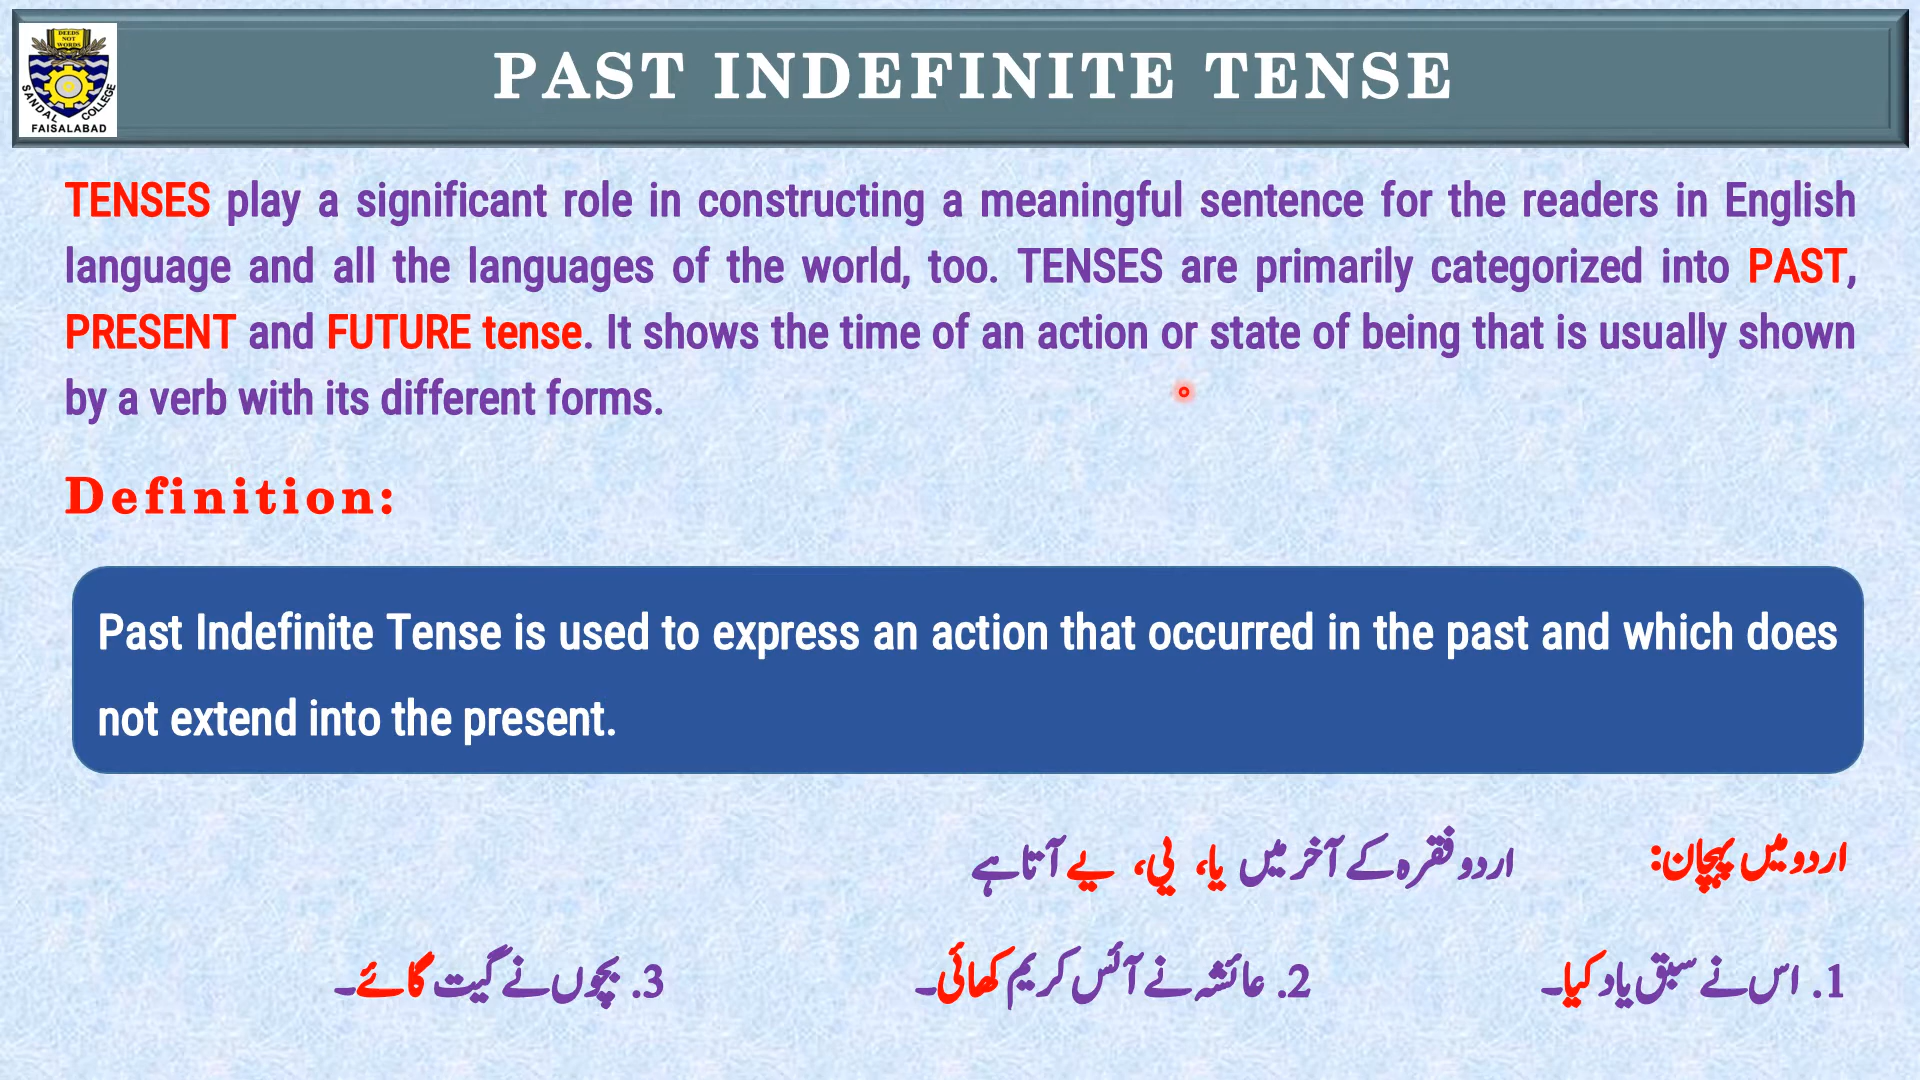 DEEDS
NOT
WORDS
SANDAL COLLEGE
FAISALABAD
PAST INDEFINITE TENSE
TENSES play a significant role in constructing a meaningful sentence for the readers in English
language and all the languages of the world, too. TENSES are primarily categorized into PAST,
PRESENT and FUTURE tense. It shows the time of an action or state of being that is usually shown
by a verb with its different forms.
Definition:
Past Indefinite Tense is used to express an action that occurred in the past and which does
not extend into the present.
اردو میں پہچان: اردو فقرہ کے آخر میں یا، یی، یے آتا ہے
1. اس نے سبق یاد کیا۔ 2. عائشہ نے آئس کریم کھائی۔ 3. بچوں نے گیت گائے۔